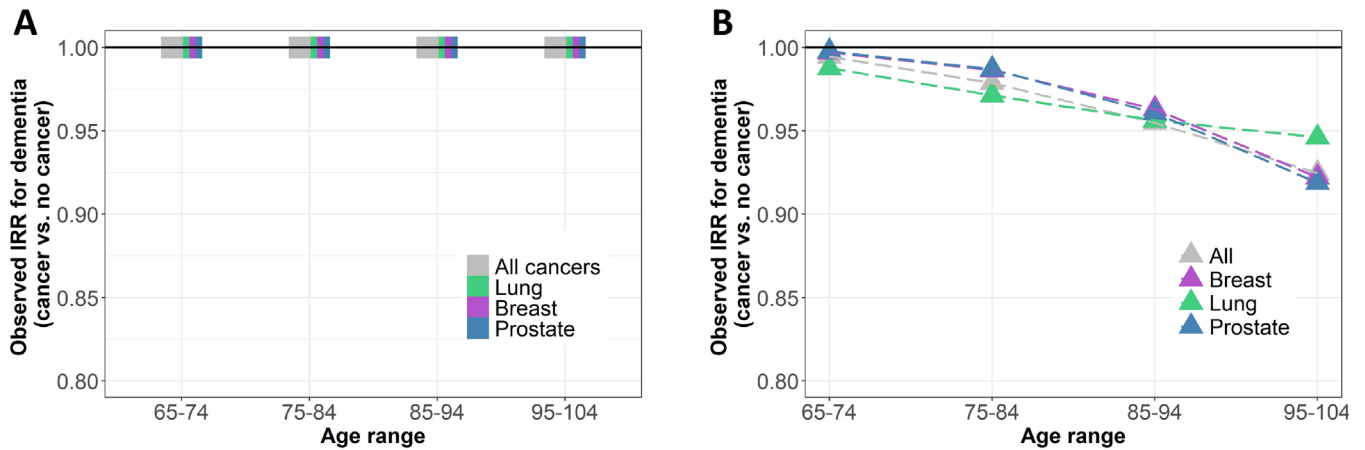 A
Observed IRR for dementia
(cancer vs. no cancer)
1.00
0.95
0.90
0.85
0.80
All cancers
Lung
Breast
Prostate
65-74
75-84
85-94
95-104
Age range
B
Observed IRR for dementia
(cancer vs. no cancer)
1.00
0.95
0.90
0.85
0.80
All
Breast
Lung
Prostate
65-74
75-84
85-94
95-104
Age range